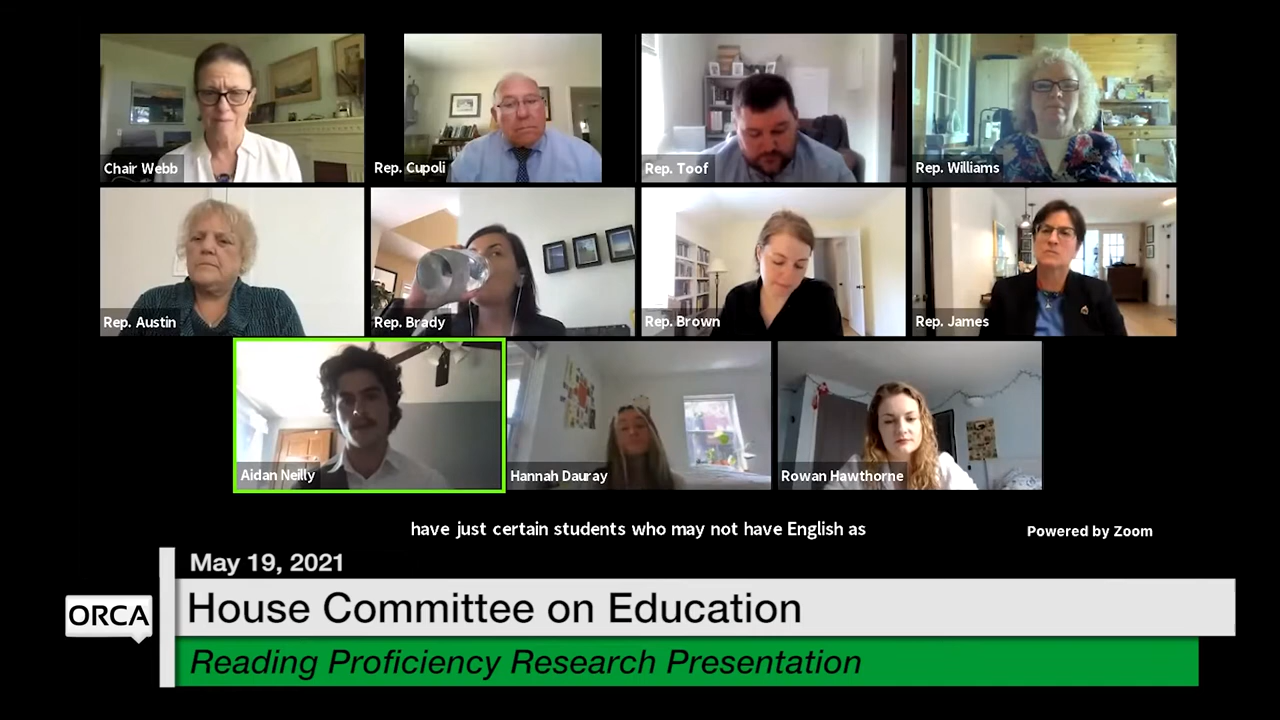 Chair Webb
Rep. Cupoli
Rep. Toof
Rep. Williams
Rep. Austin
Rep. Brady
Rep. Brown
Rep. James
Aidan Neilly
Hannah Dauray
Rowan Hawthorne
have just certain students who may not have English as
Powered by Zoom
May 19, 2021
ORCA
House Committee on Education
Reading Proficiency Research Presentation